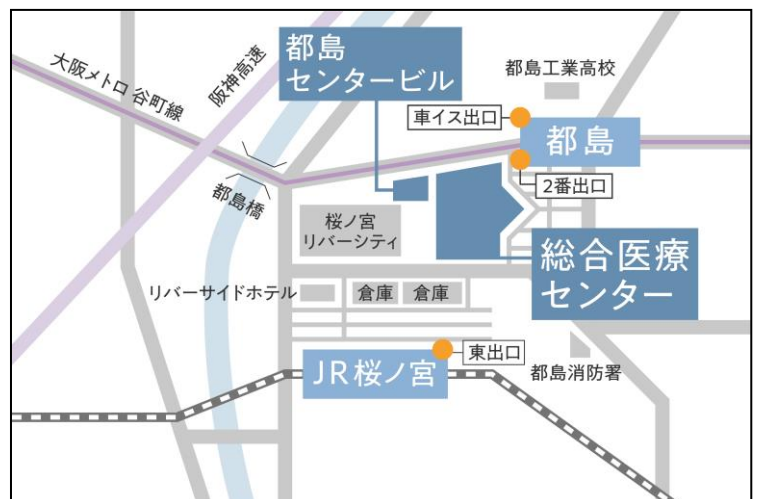 大阪メトロ 谷町線
阪神高速
都島
センタービル
都島工業高校
車イス出口
都島
2番出口
都島橋
桜ノ宮
リバーシティ
総合医療
センター
リバーサイドホテル
倉庫
倉庫
東出口
JR桜ノ宮
都島消防署